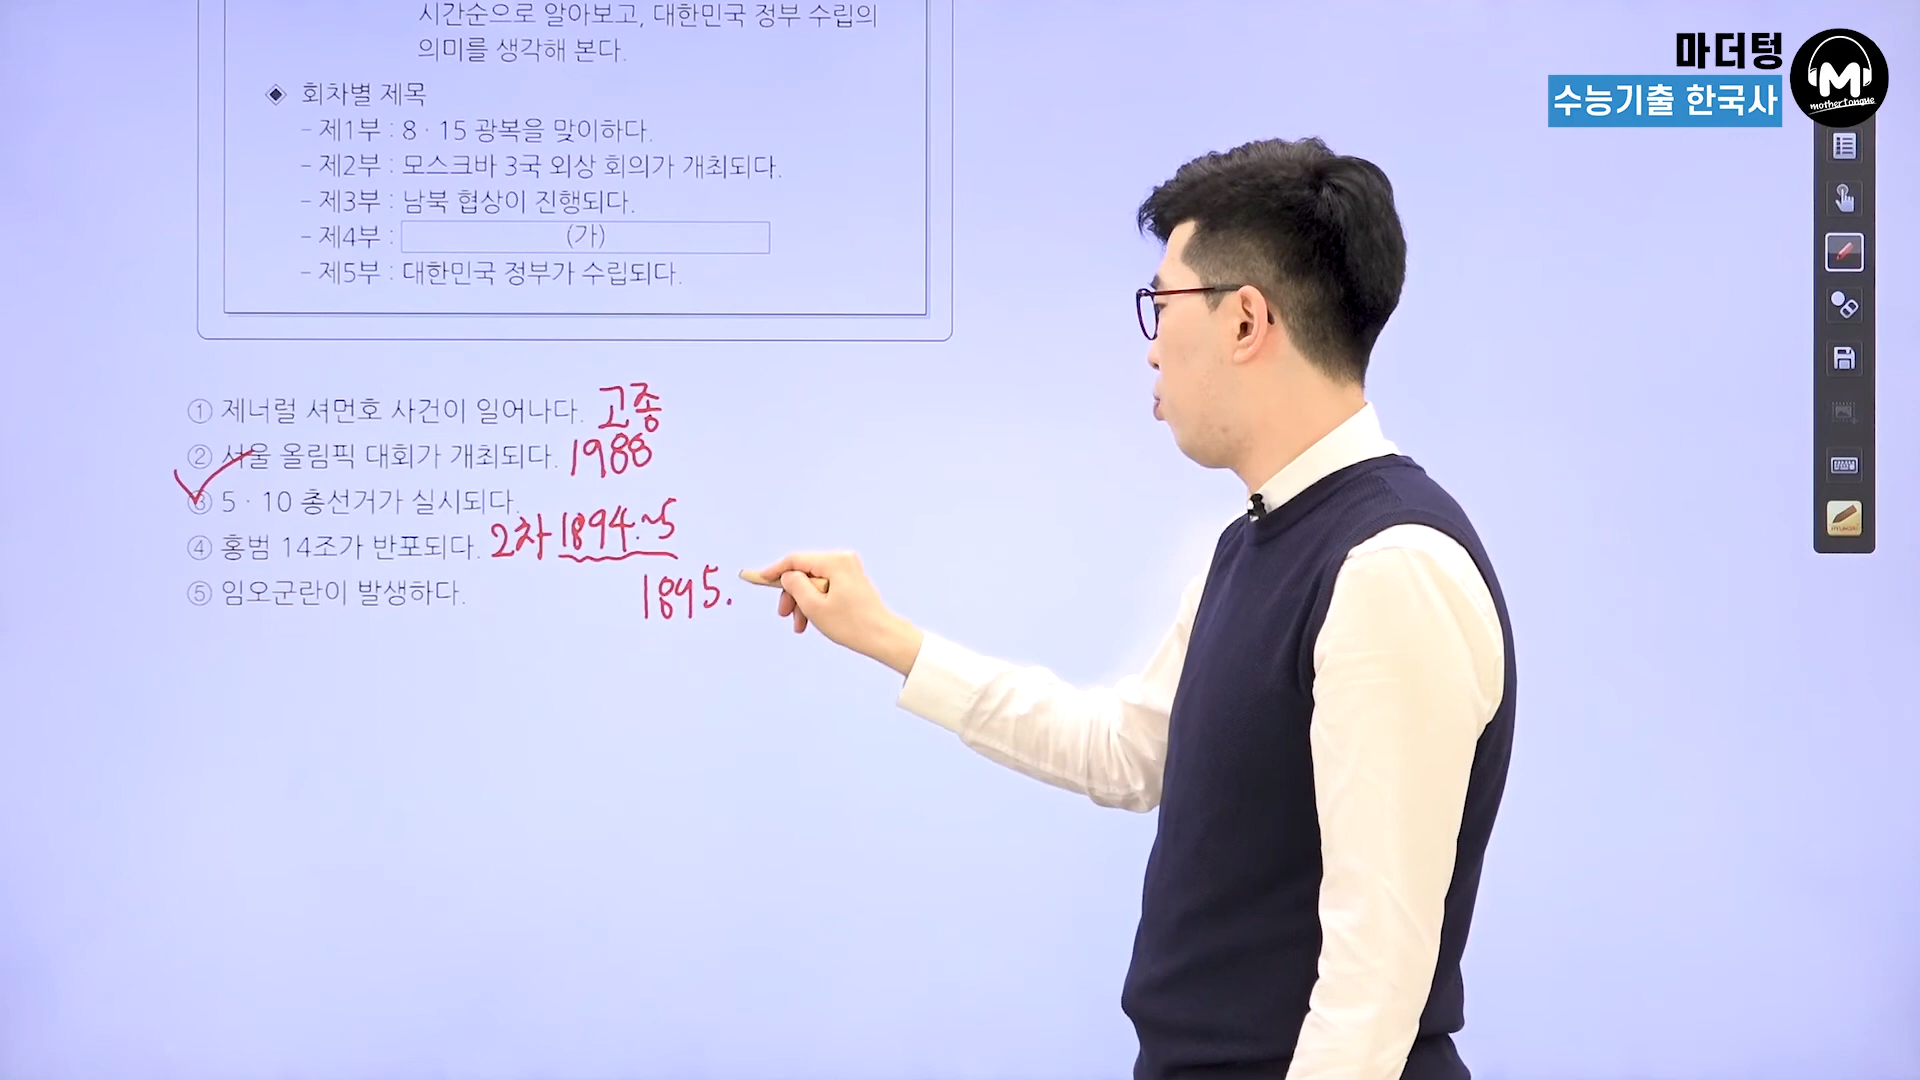 시간순으로 알아보고, 대한민국 정부 수립의
의미를 생각해 본다.
◈ 회차별 제목
– 제1부 : 8 · 15 광복을 맞이하다.
– 제2부 : 모스크바 3국 외상 회의가 개최되다.
– 제3부 : 남북 협상이 진행되다.
– 제4부 : (가)
– 제5부 : 대한민국 정부가 수립되다.
① 제너럴 셔먼호 사건이 일어나다. 고종
② 서울 올림픽 대회가 개최되다. 1988
③ 5 · 10 총선거가 실시되다.
④ 홍범 14조가 반포되다. 2차 1894.~5
1895.
⑤ 임오군란이 발생하다.
마더텅
수능기출 한국사
M
mothertongue